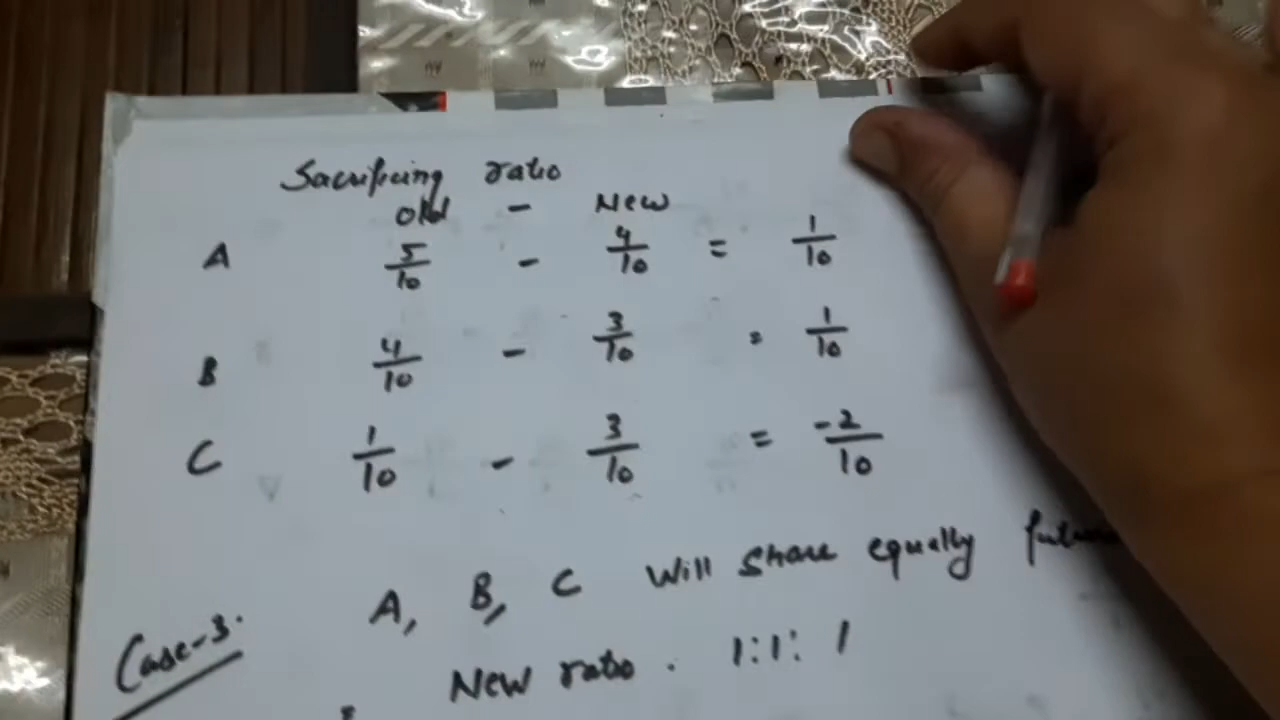 Sacrificing ratio
Old - New
A 5/10 - 4/10 = 1/10
B 4/10 - 3/10 = 1/10
C 1/10 - 3/10 = -2/10
A, B, C Will share equally
Case-3.
New ratio . 1:1: 1